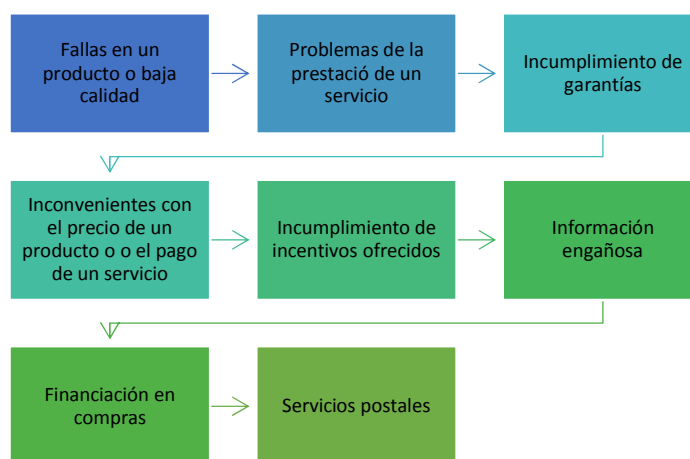 Fallas en un
producto o baja
calidad
Problemas de la
prestació de un
servicio
Incumplimiento de
garantías
Inconvenientes con
el precio de un
producto o o el pago
de un servicio
Incumplimiento de
incentivos ofrecidos
Información
engañosa
Financiación en
compras
Servicios postales